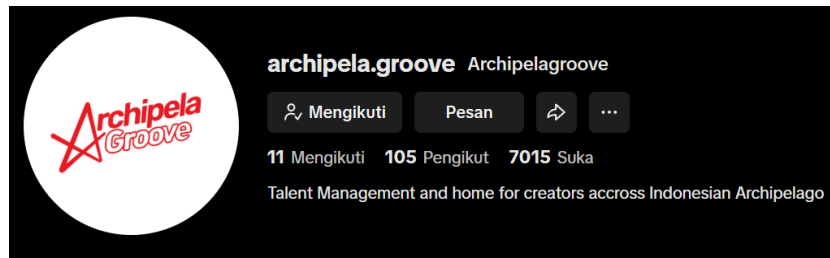 Archipela
Groove
archipela.groove Archipelagroove
Mengikuti Pesan
11 Mengikuti 105 Pengikut 7015 Suka
Talent Management and home for creators accross Indonesian Archipelago